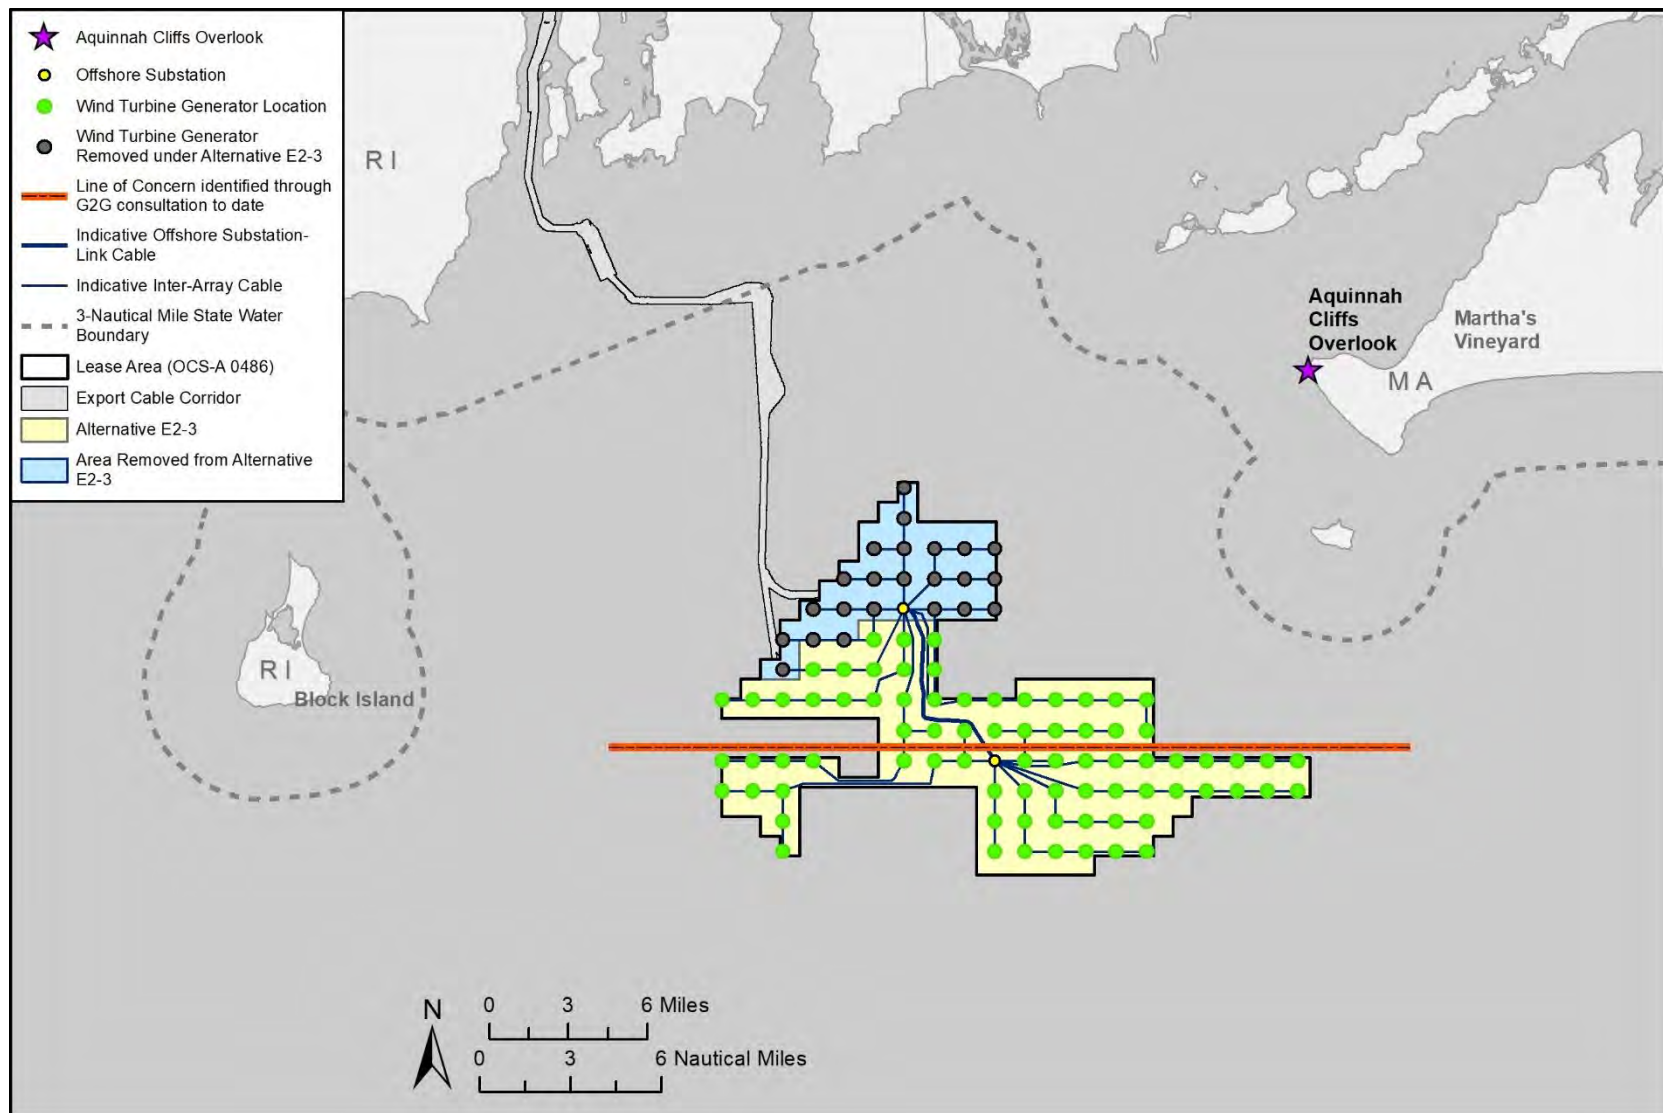 Aquinnah Cliffs Overlook
Offshore Substation
Wind Turbine Generator Location
Wind Turbine Generator
Removed under Alternative E2-3
Line of Concern identified through
G2G consultation to date
Indicative Offshore Substation-
Link Cable
Indicative Inter-Array Cable
3-Nautical Mile State Water
Boundary
Lease Area (OCS-A 0486)
Export Cable Corridor
Alternative E2-3
Area Removed from Alternative
E2-3
RI
Aquinnah
Cliffs
Overlook
Martha's
Vineyard
MA
RI
Block Island
N
0 3 6 Miles
0 3 6 Nautical Miles